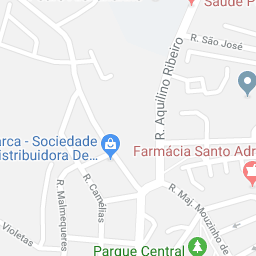 Saúde P
R. São José
R. Aquilino Ribeiro
arca - Sociedade
istribuidora De...
Farmácia Santo Adr
R. Camélias
R. Malmequeres
R. Maj. Mouzinho de
Violetas
Parque Central